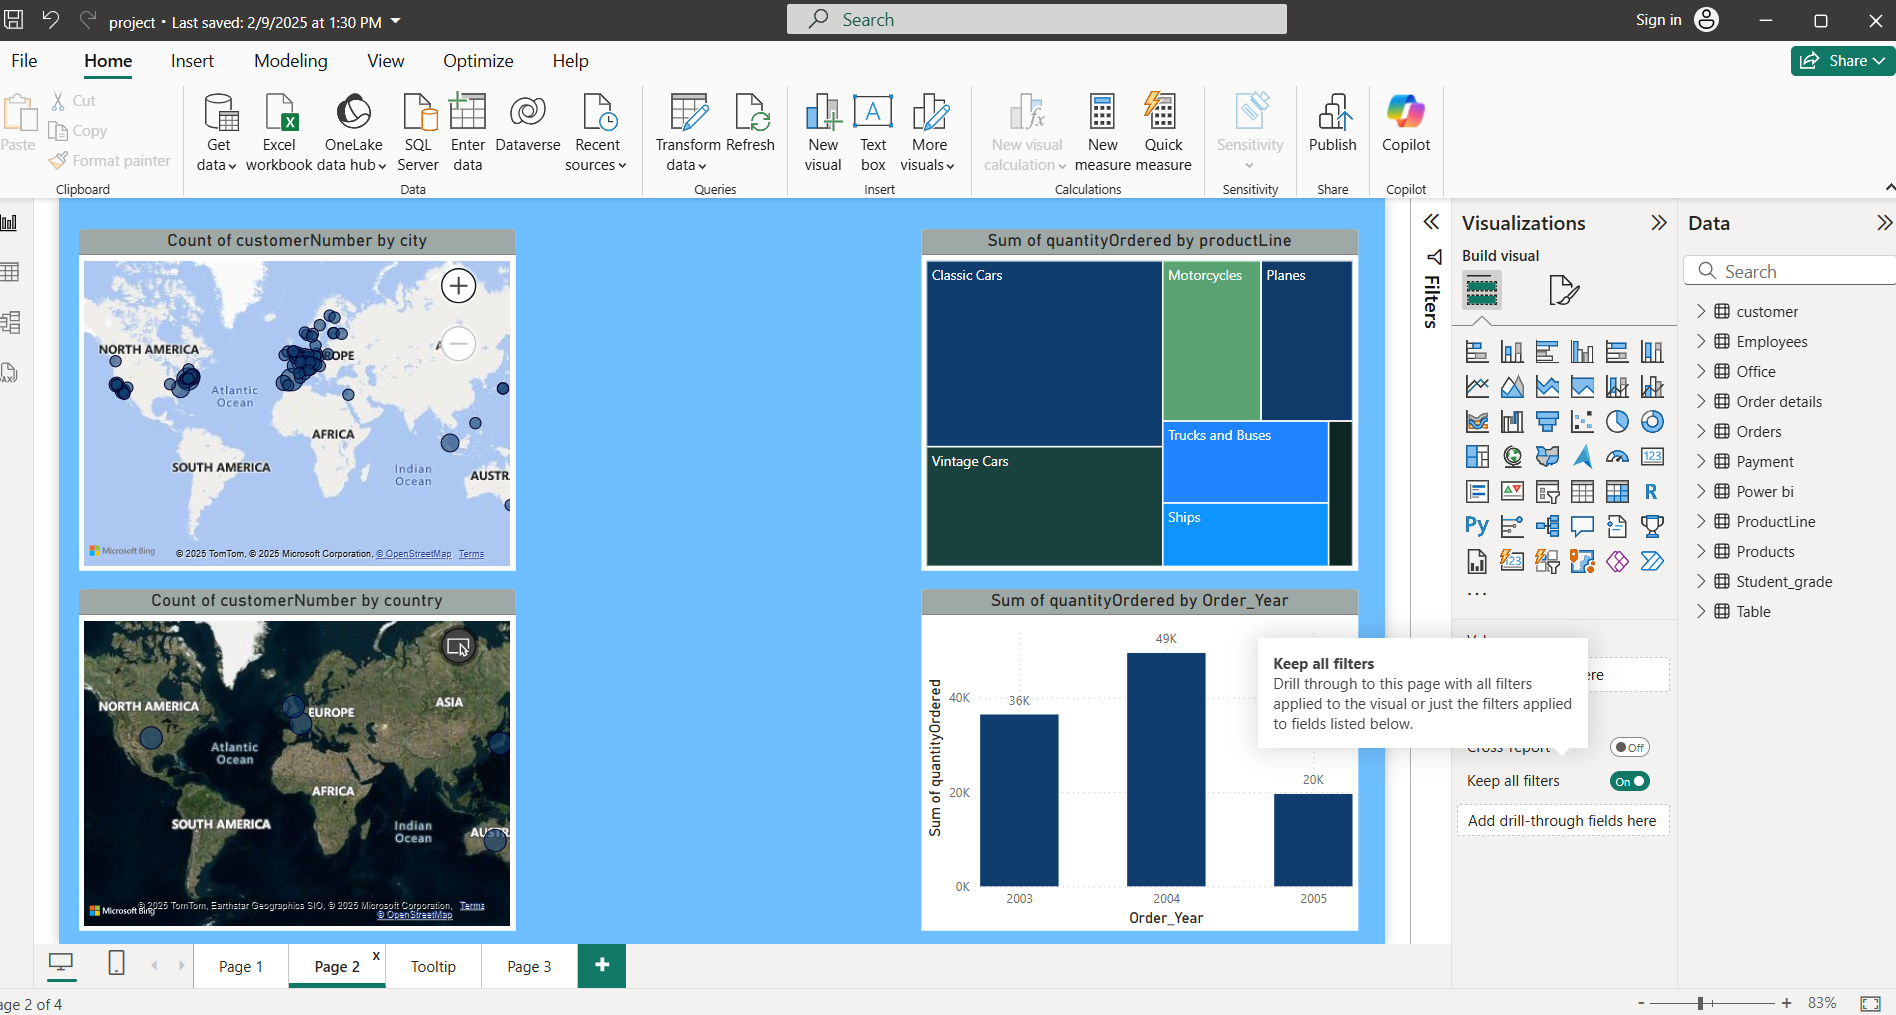 project • Last saved: 2/9/2025 at 1:30 PM
Search
Sign in
File
Home
Insert
Modeling
View
Optimize
Help
Share
Paste
Cut
Copy
Format painter
Clipboard
Get data
Excel workbook
OneLake data hub
SQL Server
Enter data
Dataverse
Recent sources
Data
Transform data
Refresh
Queries
New visual
Text box
More visuals
Insert
New visual calculation
New measure
Quick measure
Calculations
Sensitivity
Sensitivity
Publish
Share
Copilot
Copilot
Count of customerNumber by city
NORTH AMERICA
Atlantic Ocean
AFRICA
SOUTH AMERICA
Indian Ocean
AUSTR
Microsoft Bing
© 2025 TomTom, © 2025 Microsoft Corporation, © OpenStreetMap Terms
Sum of quantityOrdered by productLine
Classic Cars
Motorcycles
Planes
Vintage Cars
Trucks and Buses
Ships
Count of customerNumber by country
NORTH AMERICA
EUROPE
ASIA
Atlantic Ocean
AFRICA
SOUTH AMERICA
Indian Ocean
Microsoft Bing
© 2025 TomTom, Earthstar Geographics SIO, © 2025 Microsoft Corporation, Terms
© OpenStreetMap
Sum of quantityOrdered by Order_Year
Sum of quantityOrdered
40K
20K
0K
36K
49K
20K
2003
2004
2005
Order_Year
Filters
Visualizations
Build visual
123
R
Py
123
...
Keep all filters
Drill through to this page with all filters
applied to the visual or just the filters applied
to fields listed below.
ere
Cross-report
Off
Keep all filters
On
Add drill-through fields here
Data
Search
customer
Employees
Office
Order details
Orders
Payment
Power bi
ProductLine
Products
Student_grade
Table
Page 1
Page 2
x
Tooltip
Page 3
+
age 2 of 4
- + 83%